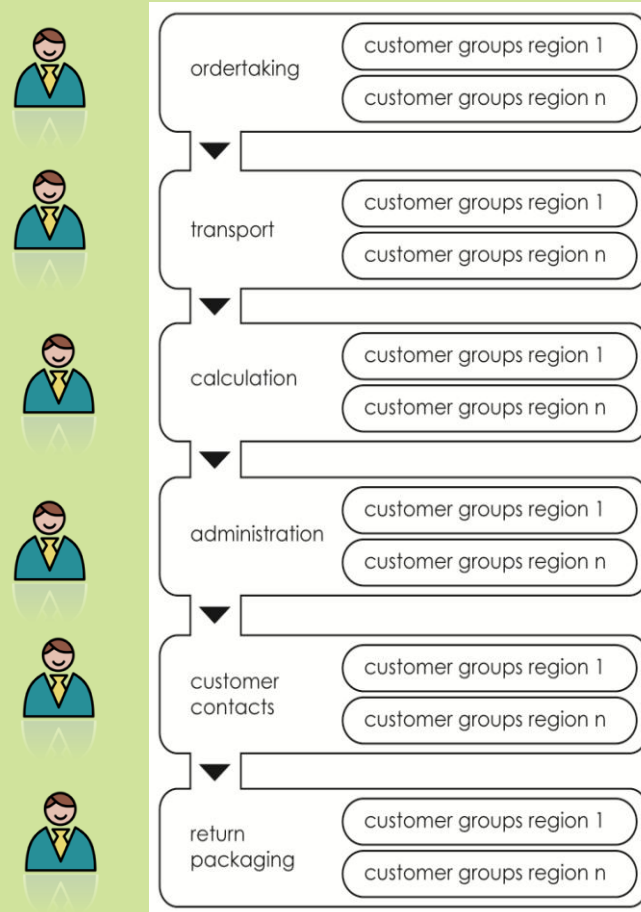 ordertaking
customer groups region 1
customer groups region n
transport
customer groups region 1
customer groups region n
calculation
customer groups region 1
customer groups region n
administration
customer groups region 1
customer groups region n
customer
contacts
customer groups region 1
customer groups region n
return
packaging
customer groups region 1
customer groups region n